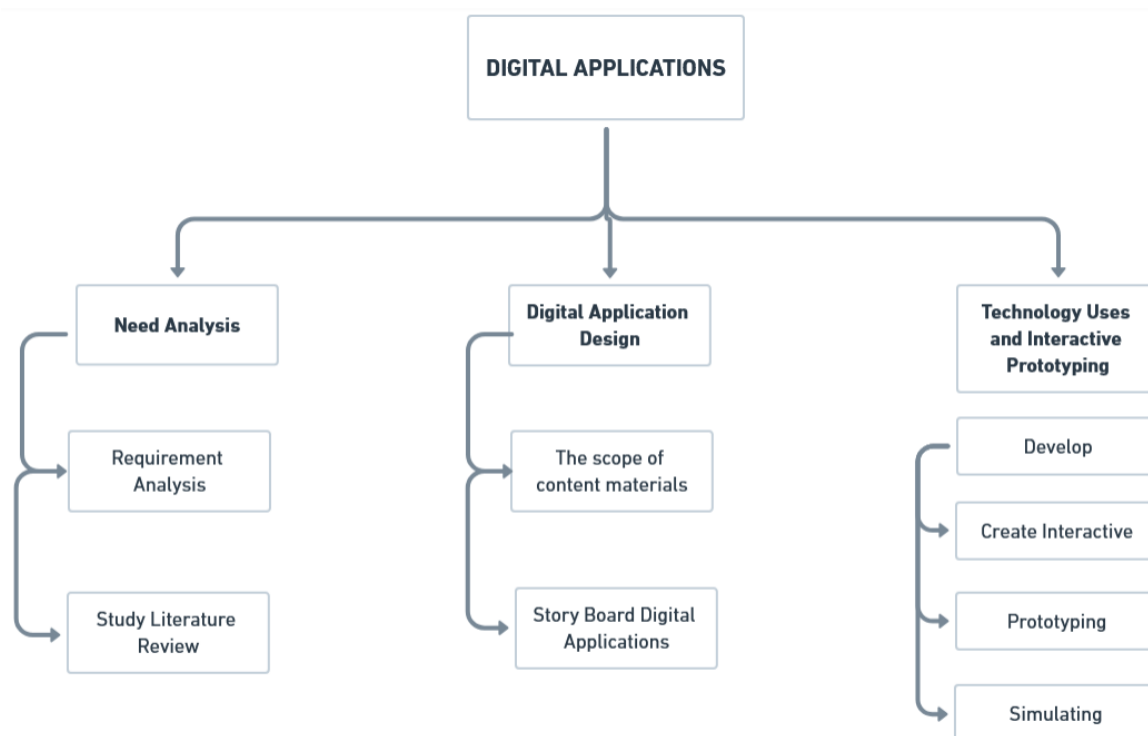 DIGITAL APPLICATIONS
Need Analysis
Requirement
Analysis
Study Literature
Review
Digital Application
Design
The scope of
content materials
Story Board Digital
Applications
Technology Uses
and Interactive
Prototyping
Develop
Create Interactive
Prototyping
Simulating